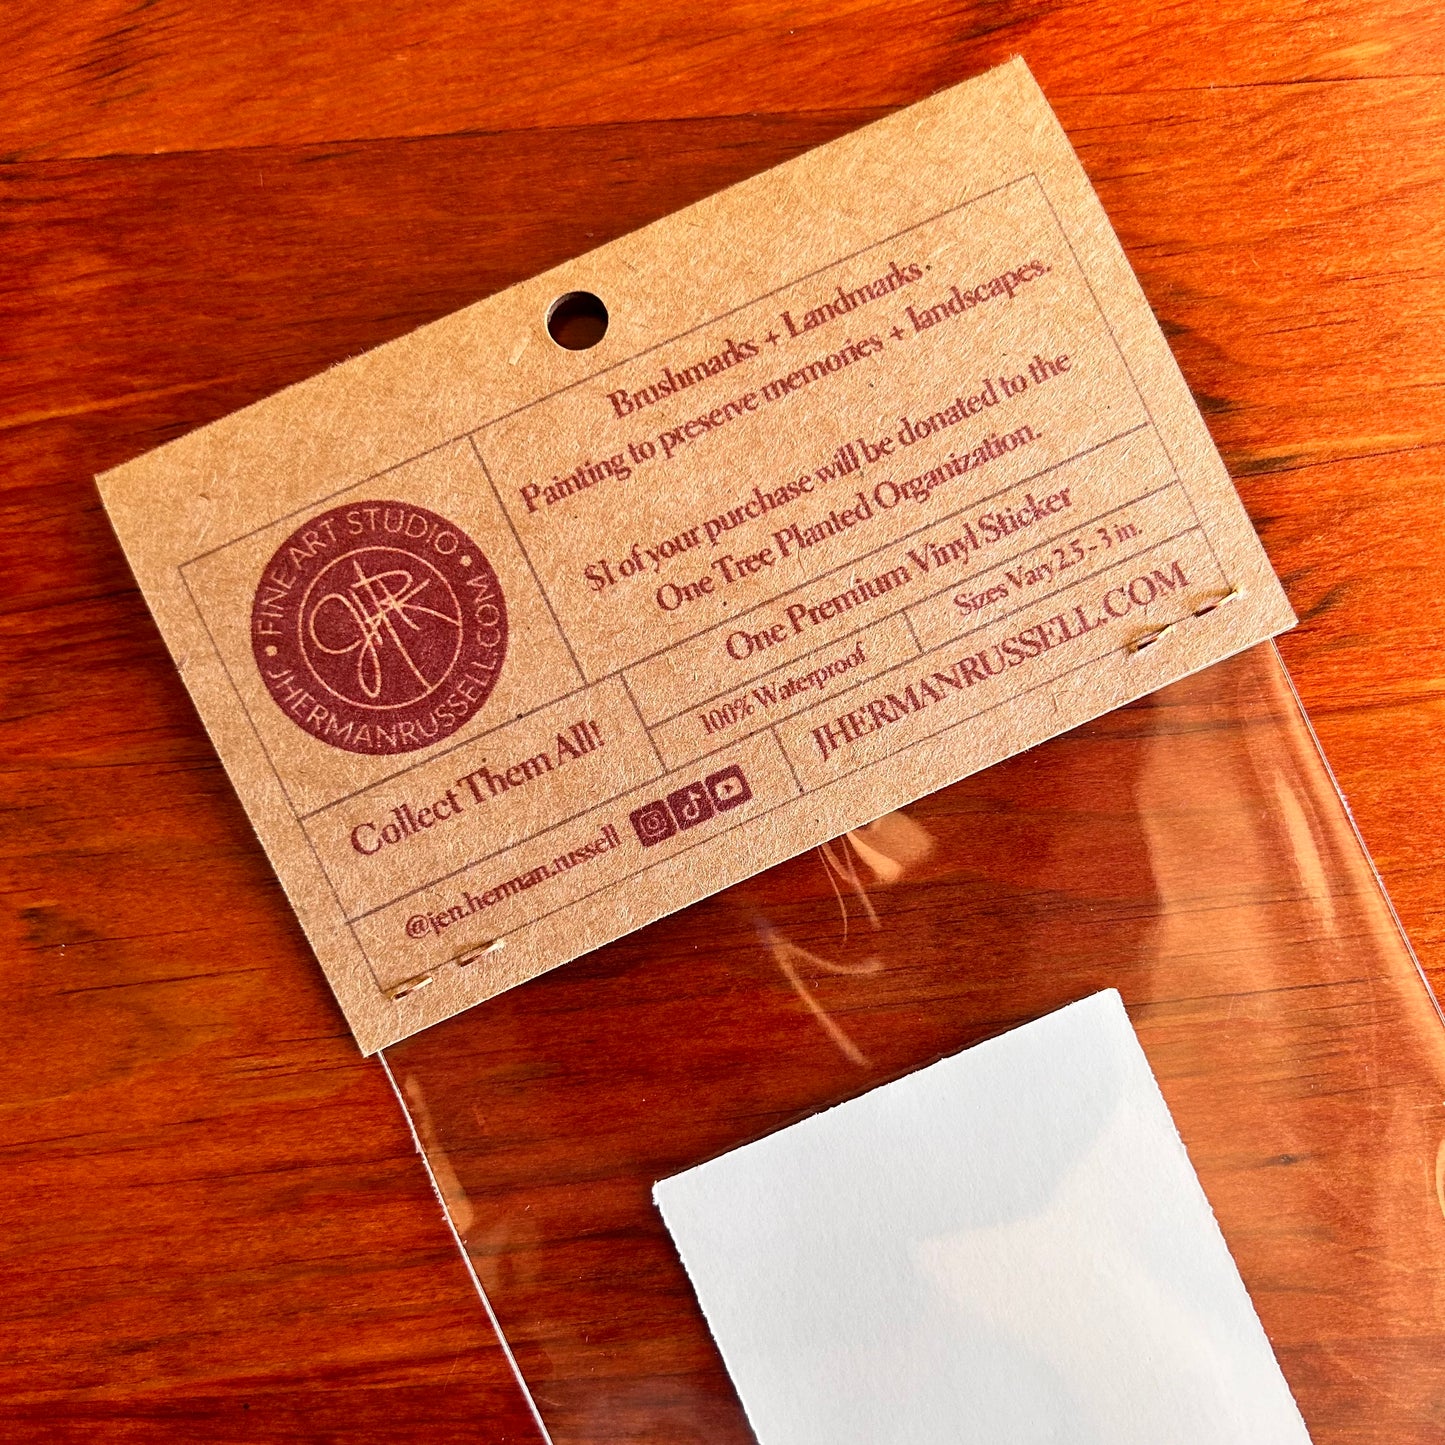 Brushmarks + Landmarks
Painting to preserve memories + landscapes.
$1 of your purchase will be donated to the
One Tree Planted Organization.
• FINE ART STUDIO •
JHERMANRUSSELL.COM
JHR
Collect Them All!
One Premium Vinyl Sticker
100% Waterproof
Sizes Vary 2.5 - 3 in.
@jen.herman.russell
JHERMANRUSSELL.COM